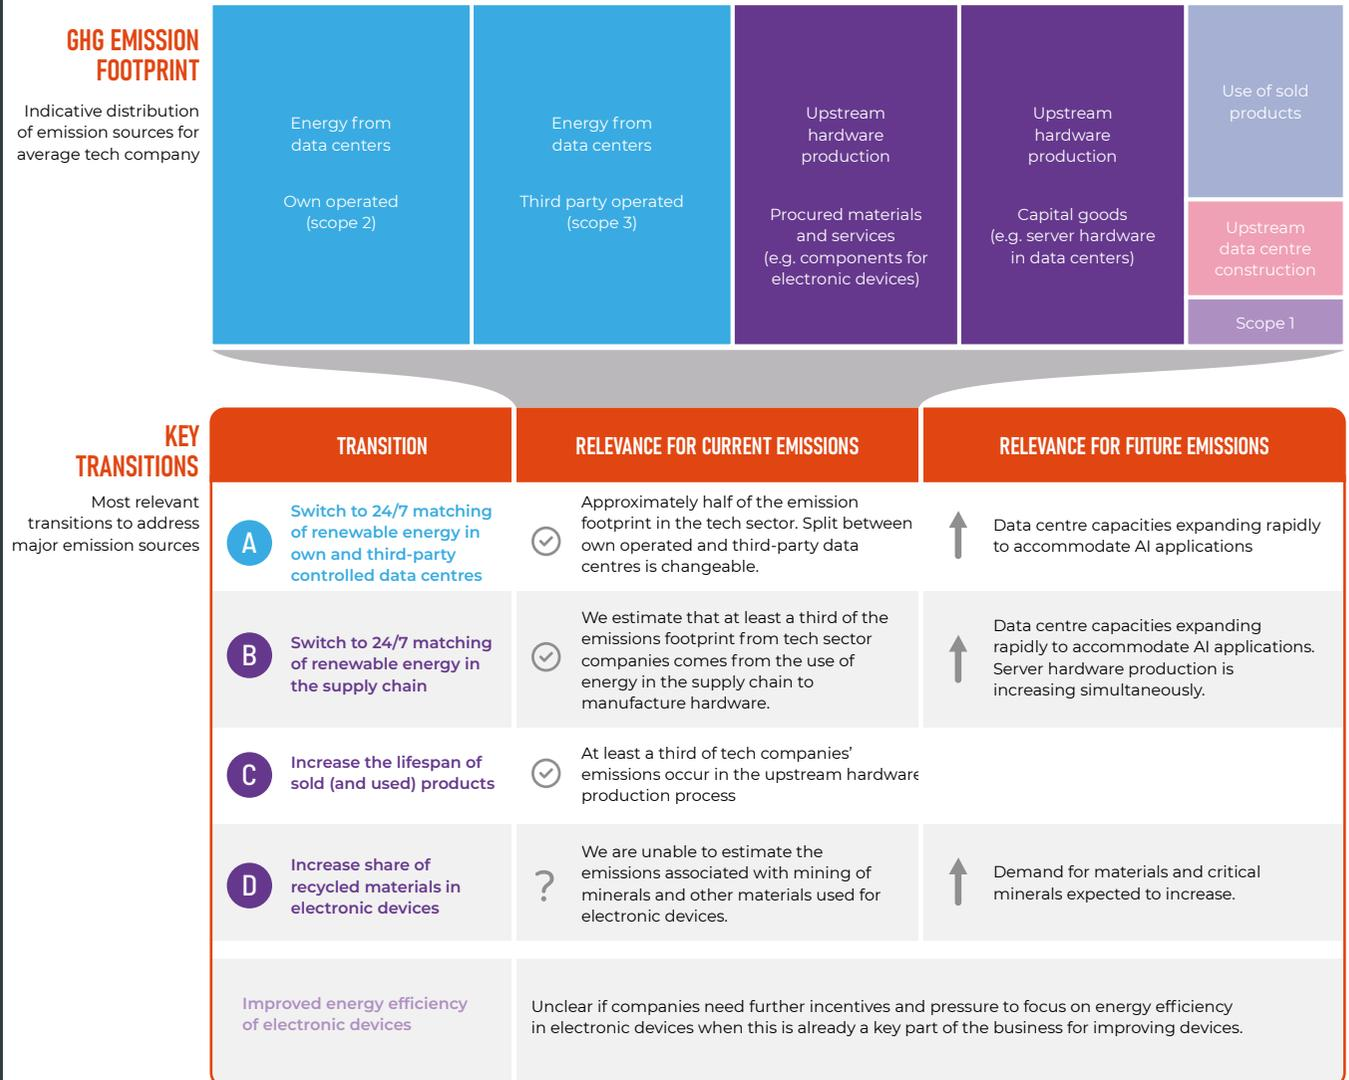 GHG EMISSION
FOOTPRINT
Indicative distribution
of emission sources for
average tech company
Energy from
data centers
Own operated
(scope 2)
Energy from
data centers
Third party operated
(scope 3)
Upstream
hardware
production
Procured materials
and services
(e.g. components for
electronic devices)
Upstream
hardware
production
Capital goods
(e.g. server hardware
in data centers)
Use of sold
products
Upstream
data centre
construction
Scope 1
KEY
TRANSITIONS
Most relevant
transitions to address
major emission sources
TRANSITION
RELEVANCE FOR CURRENT EMISSIONS
RELEVANCE FOR FUTURE EMISSIONS
A
Switch to 24/7 matching
of renewable energy in
own and third-party
controlled data centres
Approximately half of the emission
footprint in the tech sector. Split between
own operated and third-party data
centres is changeable.
Data centre capacities expanding rapidly
to accommodate AI applications
B
Switch to 24/7 matching
of renewable energy in
the supply chain
We estimate that at least a third of the
emissions footprint from tech sector
companies comes from the use of
energy in the supply chain to
manufacture hardware.
Data centre capacities expanding
rapidly to accommodate AI applications.
Server hardware production is
increasing simultaneously.
C
Increase the lifespan of
sold (and used) products
At least a third of tech companies’
emissions occur in the upstream hardware
production process
D
Increase share of
recycled materials in
electronic devices
?
We are unable to estimate the
emissions associated with mining of
minerals and other materials used for
electronic devices.
Demand for materials and critical
minerals expected to increase.
Improved energy efficiency
of electronic devices
Unclear if companies need further incentives and pressure to focus on energy efficiency
in electronic devices when this is already a key part of the business for improving devices.